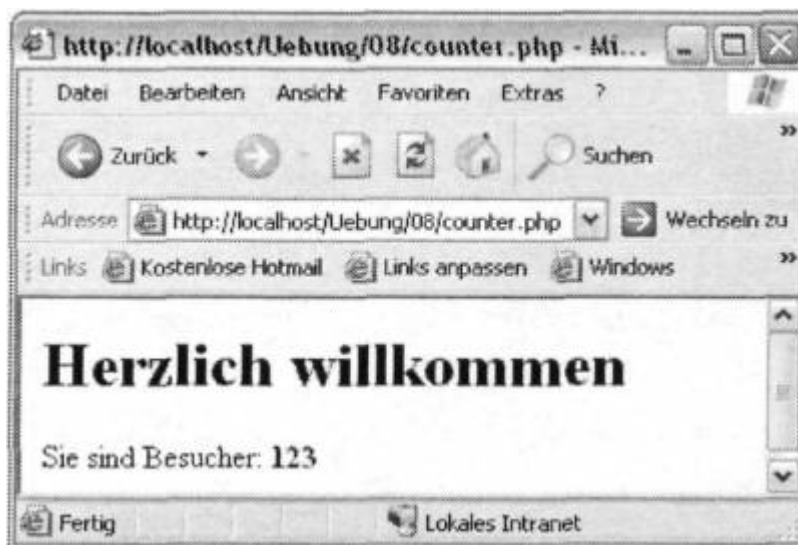 http://localhost/Uebung/08/counter.php - Mi...
Datei Bearbeiten Ansicht Favoriten Extras ?
Zurück Suchen »
Adresse http://localhost/Uebung/08/counter.php Wechseln zu
Links Kostenlose Hotmail Links anpassen Windows »
Herzlich willkommen
Sie sind Besucher: 123
Fertig Lokales Intranet